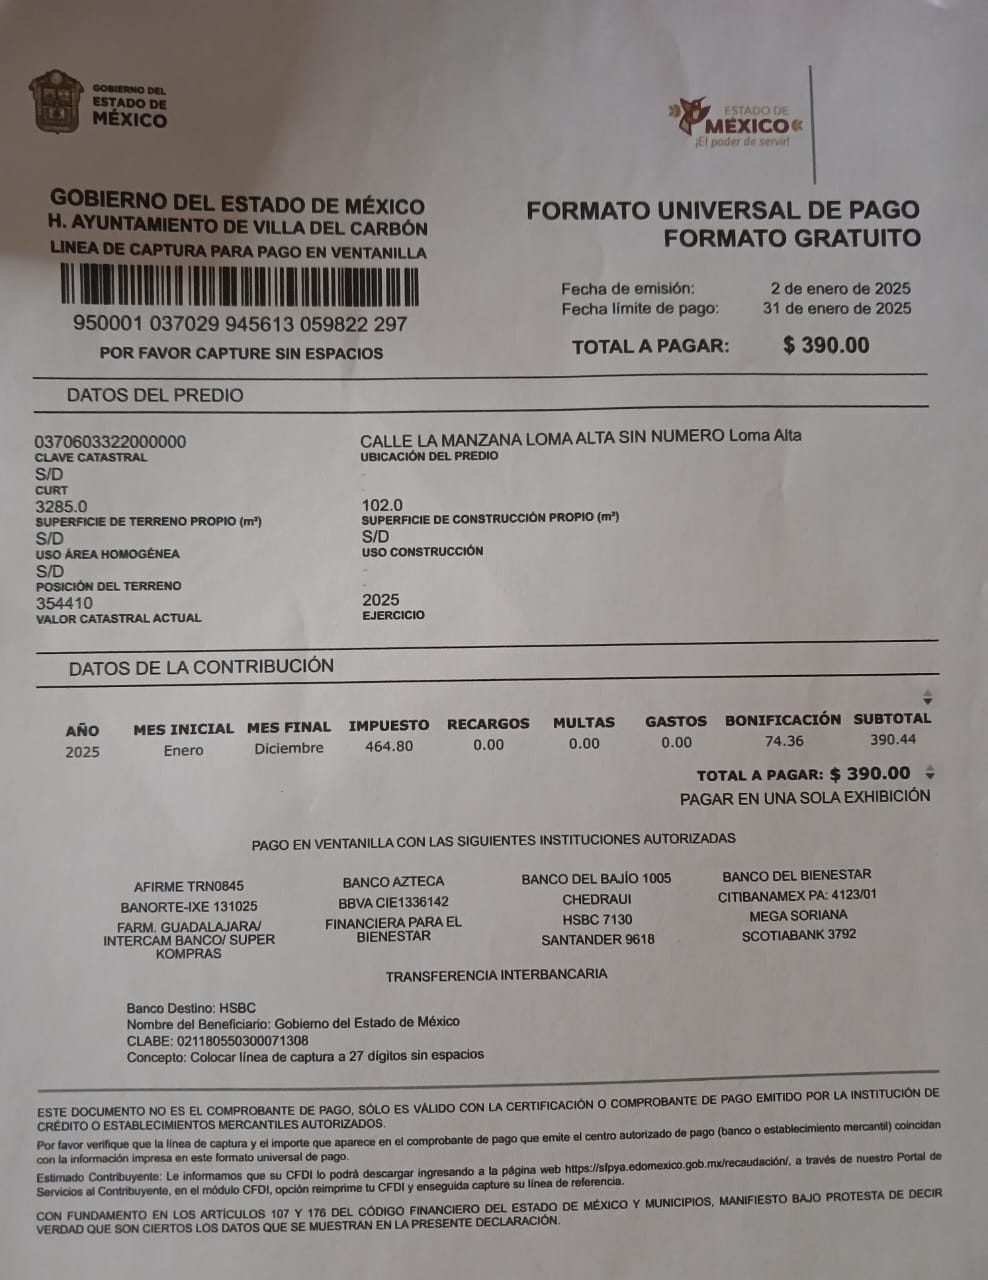 GOBIERNO DEL
ESTADO DE
MÉXICO
ESTADO DE
MÉXICO
¡El poder de servir!
GOBIERNO DEL ESTADO DE MÉXICO
H. AYUNTAMIENTO DE VILLA DEL CARBÓN
LINEA DE CAPTURA PARA PAGO EN VENTANILLA
950001 037029 945613 059822 297
POR FAVOR CAPTURE SIN ESPACIOS
FORMATO UNIVERSAL DE PAGO
FORMATO GRATUITO
Fecha de emisión: 2 de enero de 2025
Fecha límite de pago: 31 de enero de 2025
TOTAL A PAGAR: $ 390.00
DATOS DEL PREDIO
0370603322000000 CALLE LA MANZANA LOMA ALTA SIN NUMERO Loma Alta
CLAVE CATASTRAL UBICACIÓN DEL PREDIO
S/D -
CURT
3285.0 102.0
SUPERFICIE DE TERRENO PROPIO (m²) SUPERFICIE DE CONSTRUCCIÓN PROPIO (m²)
S/D S/D
USO ÁREA HOMOGÉNEA USO CONSTRUCCIÓN
S/D -
POSICIÓN DEL TERRENO -
354410 2025
VALOR CATASTRAL ACTUAL EJERCICIO
DATOS DE LA CONTRIBUCIÓN
AÑO MES INICIAL MES FINAL IMPUESTO RECARGOS MULTAS GASTOS BONIFICACIÓN SUBTOTAL
2025 Enero Diciembre 464.80 0.00 0.00 0.00 74.36 390.44
TOTAL A PAGAR: $ 390.00
PAGAR EN UNA SOLA EXHIBICIÓN
PAGO EN VENTANILLA CON LAS SIGUIENTES INSTITUCIONES AUTORIZADAS
AFIRME TRN0845 BANCO AZTECA BANCO DEL BAJÍO 1005 BANCO DEL BIENESTAR
BANORTE-IXE 131025 BBVA CIE1336142 CHEDRAUI CITIBANAMEX PA: 4123/01
FARM. GUADALAJARA/ FINANCIERA PARA EL HSBC 7130 MEGA SORIANA
INTERCAM BANCO/ SUPER BIENESTAR SANTANDER 9618 SCOTIABANK 3792
KOMPRAS
TRANSFERENCIA INTERBANCARIA
Banco Destino: HSBC
Nombre del Beneficiario: Gobierno del Estado de México
CLABE: 021180550300071308
Concepto: Colocar línea de captura a 27 dígitos sin espacios
ESTE DOCUMENTO NO ES EL COMPROBANTE DE PAGO, SÓLO ES VÁLIDO CON LA CERTIFICACIÓN O COMPROBANTE DE PAGO EMITIDO POR LA INSTITUCIÓN DE
CRÉDITO O ESTABLECIMIENTOS MERCANTILES AUTORIZADOS.
Por favor verifique que la línea de captura y el importe que aparece en el comprobante de pago que emite el centro autorizado de pago (banco o establecimiento mercantil) coincidan
con la información impresa en este formato universal de pago.
Estimado Contribuyente: Le informamos que su CFDI lo podrá descargar ingresando a la página web https://sfpya.edomexico.gob.mx/recaudación/, a través de nuestro Portal de
Servicios al Contribuyente, en el módulo CFDI, opción reimprime tu CFDI y enseguida capture su línea de referencia.
CON FUNDAMENTO EN LOS ARTÍCULOS 107 Y 176 DEL CÓDIGO FINANCIERO DEL ESTADO DE MÉXICO Y MUNICIPIOS, MANIFIESTO BAJO PROTESTA DE DECIR
VERDAD QUE SON CIERTOS LOS DATOS QUE SE MUESTRAN EN LA PRESENTE DECLARACIÓN.